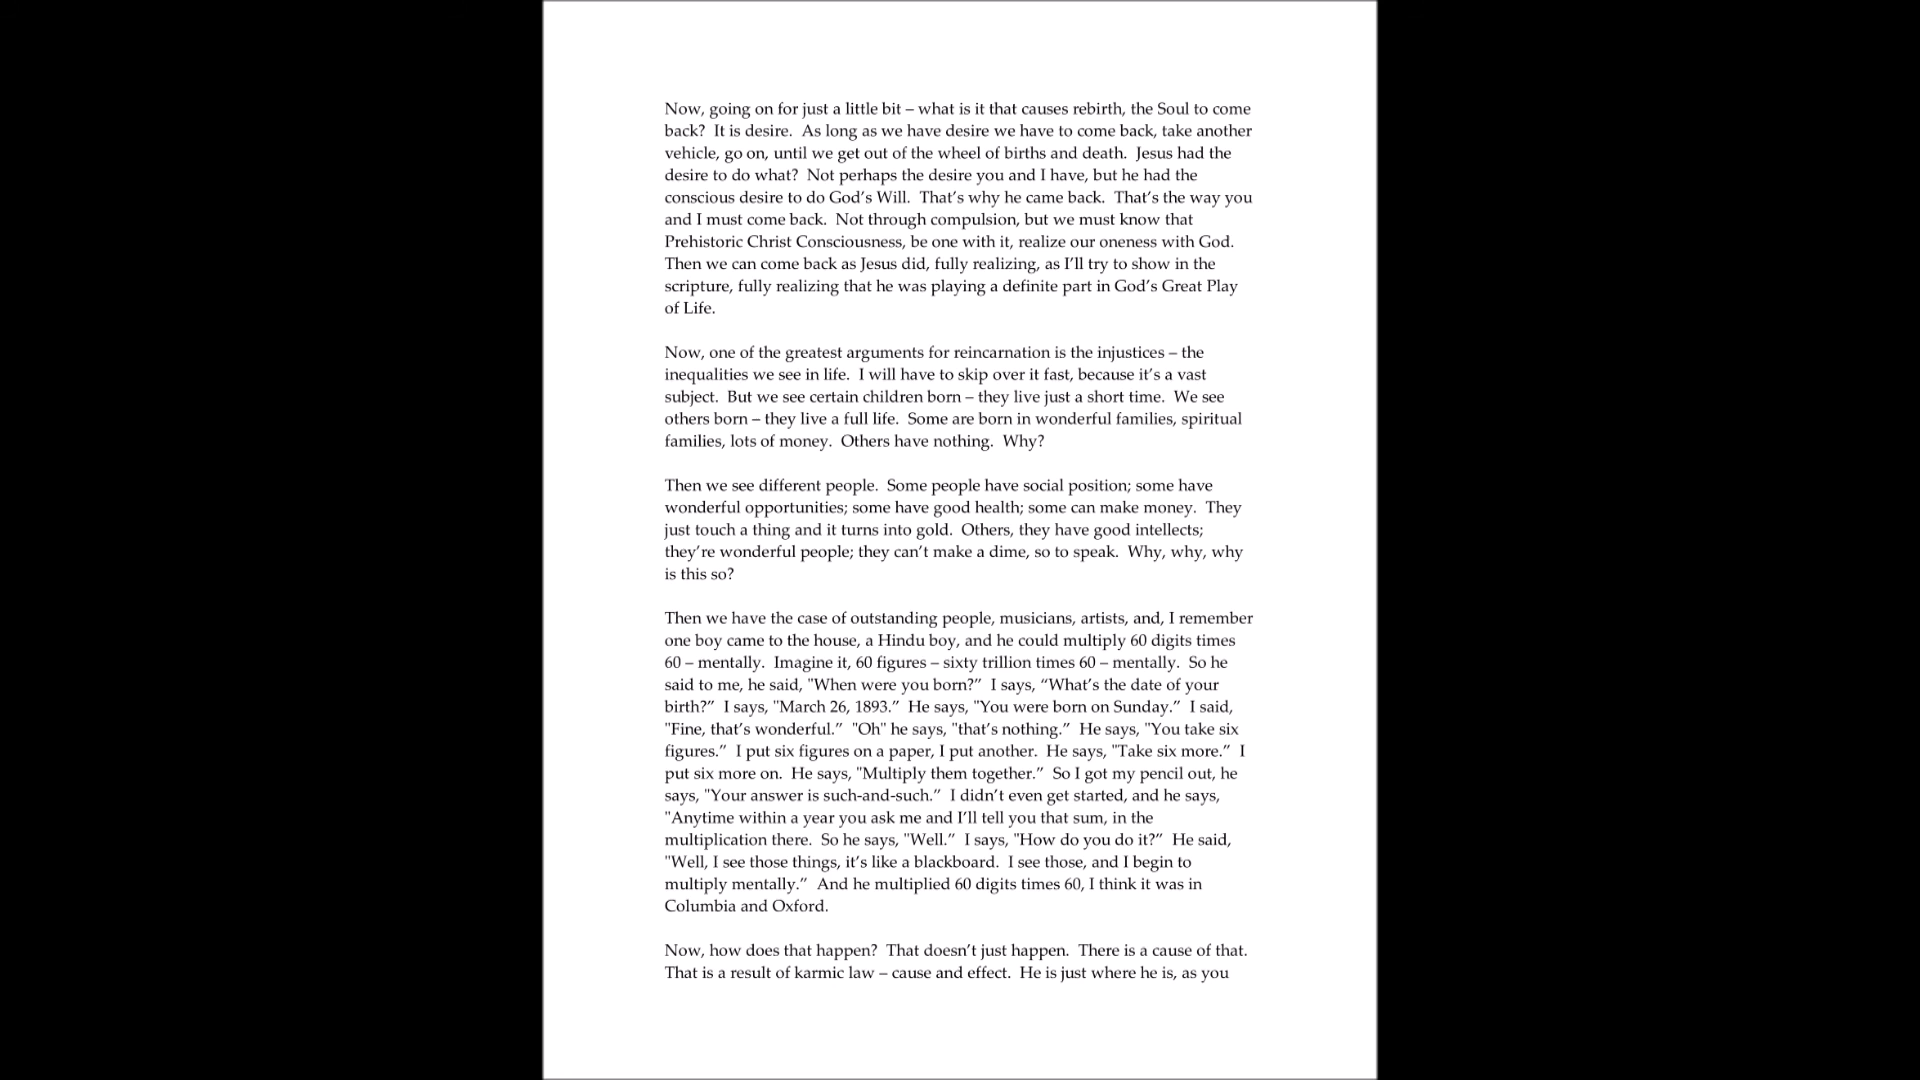 Now, going on for just a little bit – what is it that causes rebirth, the Soul to come
back?  It is desire.  As long as we have desire we have to come back, take another
vehicle, go on, until we get out of the wheel of births and death.  Jesus had the
desire to do what?  Not perhaps the desire you and I have, but he had the
conscious desire to do God’s Will.  That’s why he came back.  That’s the way you
and I must come back.  Not through compulsion, but we must know that
Prehistoric Christ Consciousness, be one with it, realize our oneness with God.
Then we can come back as Jesus did, fully realizing, as I’ll try to show in the
scripture, fully realizing that he was playing a definite part in God’s Great Play
of Life.

Now, one of the greatest arguments for reincarnation is the injustices – the
inequalities we see in life.  I will have to skip over it fast, because it’s a vast
subject.  But we see certain children born – they live just a short time.  We see
others born – they live a full life.  Some are born in wonderful families, spiritual
families, lots of money.  Others have nothing.  Why?

Then we see different people.  Some people have social position; some have
wonderful opportunities; some have good health; some can make money.  They
just touch a thing and it turns into gold.  Others, they have good intellects;
they’re wonderful people; they can’t make a dime, so to speak.  Why, why, why
is this so?

Then we have the case of outstanding people, musicians, artists, and, I remember
one boy came to the house, a Hindu boy, and he could multiply 60 digits times
60 – mentally.  Imagine it, 60 figures – sixty trillion times 60 – mentally.  So he
said to me, he said, "When were you born?”  I says, “What’s the date of your
birth?”  I says, "March 26, 1893.”  He says, "You were born on Sunday.”  I said,
"Fine, that’s wonderful.”  "Oh" he says, "that’s nothing.”  He says, "You take six
figures.”  I put six figures on a paper, I put another.  He says, "Take six more.”  I
put six more on.  He says, "Multiply them together.”  So I got my pencil out, he
says, "Your answer is such-and-such.”  I didn’t even get started, and he says,
"Anytime within a year you ask me and I’ll tell you that sum, in the
multiplication there.  So he says, "Well.”  I says, "How do you do it?”  He said,
"Well, I see those things, it’s like a blackboard.  I see those, and I begin to
multiply mentally.”  And he multiplied 60 digits times 60, I think it was in
Columbia and Oxford.

Now, how does that happen?  That doesn’t just happen.  There is a cause of that.
That is a result of karmic law – cause and effect.  He is just where he is, as you